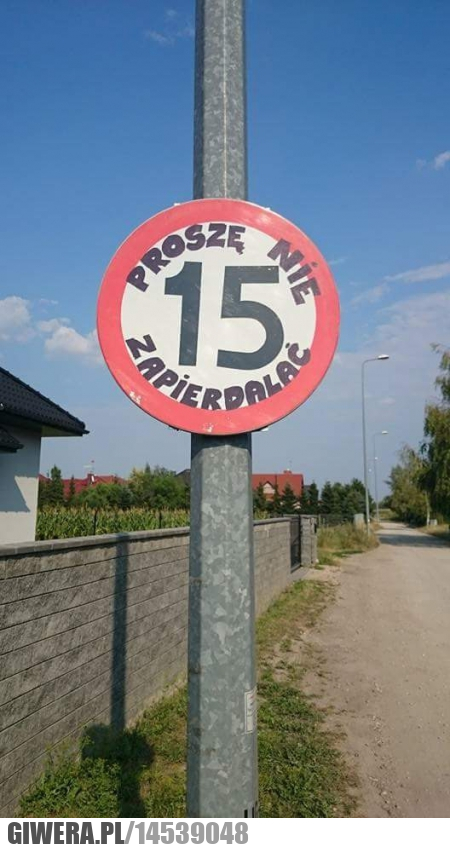 PROSZĘ NIE
15
ZAPIERDALAĆ
GIWERA.PL/14539048